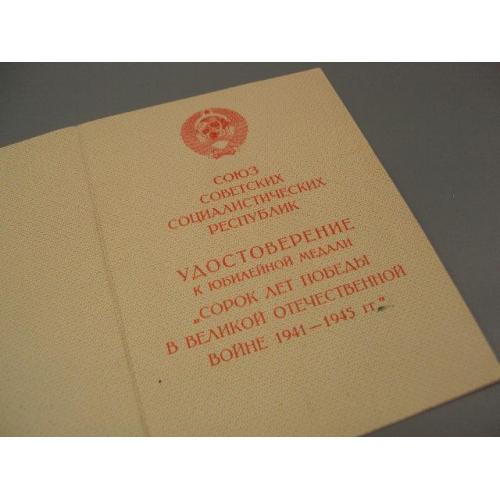 СОЮЗ
СОВЕТСКИХ
СОЦИАЛИСТИЧЕСКИХ
РЕСПУБЛИК
УДОСТОВЕРЕНИЕ
К ЮБИЛЕЙНОЙ МЕДАЛИ
„СОРОК ЛЕТ ПОБЕДЫ
В ВЕЛИКОЙ ОТЕЧЕСТВЕННОЙ
ВОЙНЕ 1941—1945 гг."